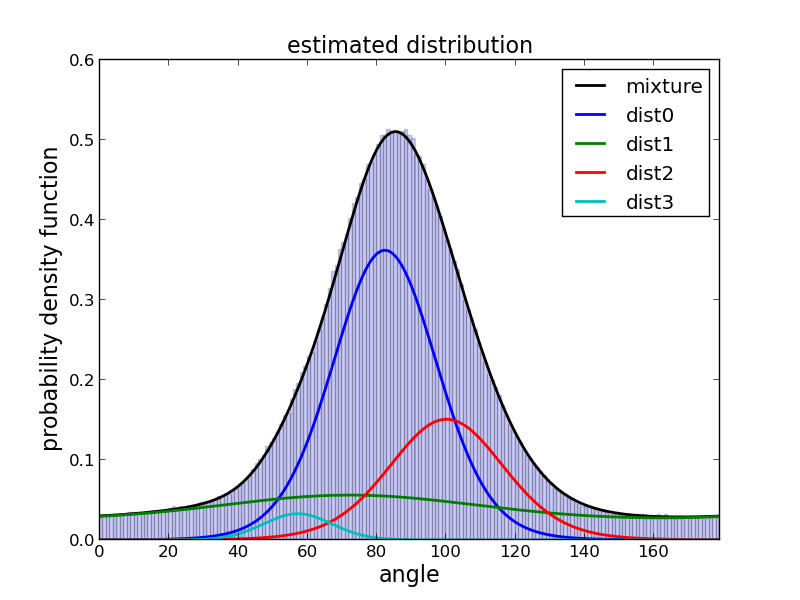 estimated distribution
mixture
dist0
dist1
dist2
dist3
probability density function
0.6
0.5
0.4
0.3
0.2
0.1
0.0
0 20 40 60 80 100 120 140 160
angle